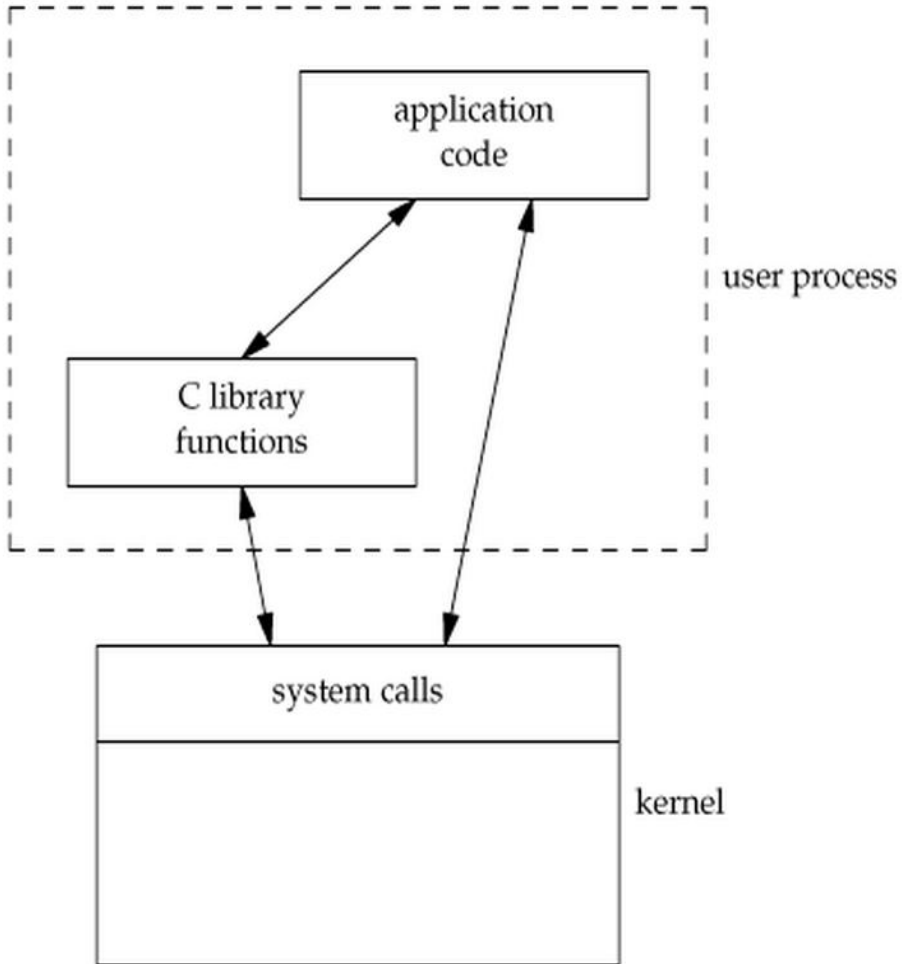 application
code
user process
C library
functions
system calls
kernel